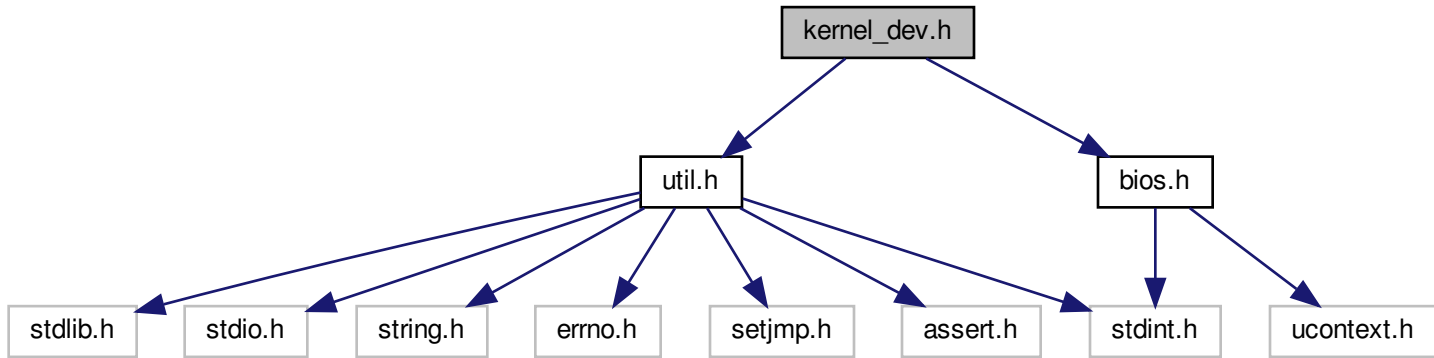 kernel_dev.h
util.h
bios.h
stdlib.h
stdio.h
string.h
errno.h
setjmp.h
assert.h
stdint.h
ucontext.h